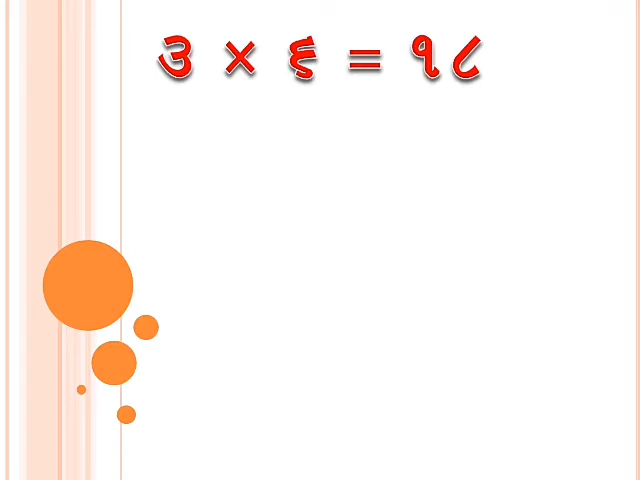 ૩ × ૬ = ૧૮